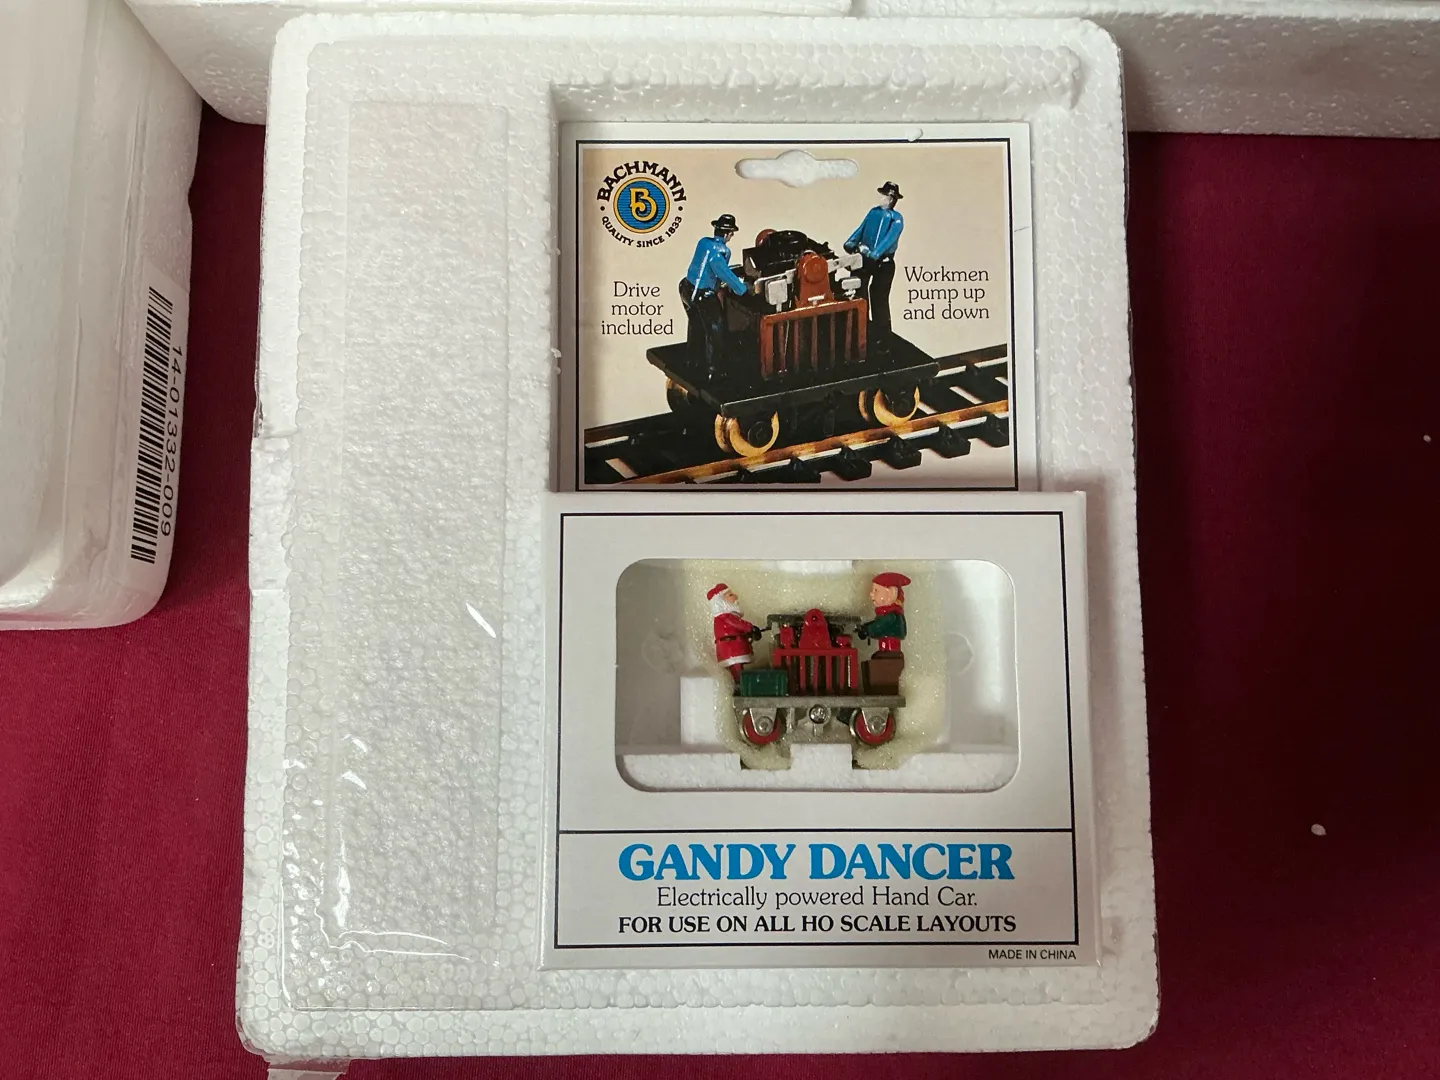 BACHMANN
B
QUALITY SINCE 1833
Drive
motor
included
Workmen
pump up
and down
14-01332-009
GANDY DANCER
Electrically powered Hand Car.
FOR USE ON ALL HO SCALE LAYOUTS
MADE IN CHINA